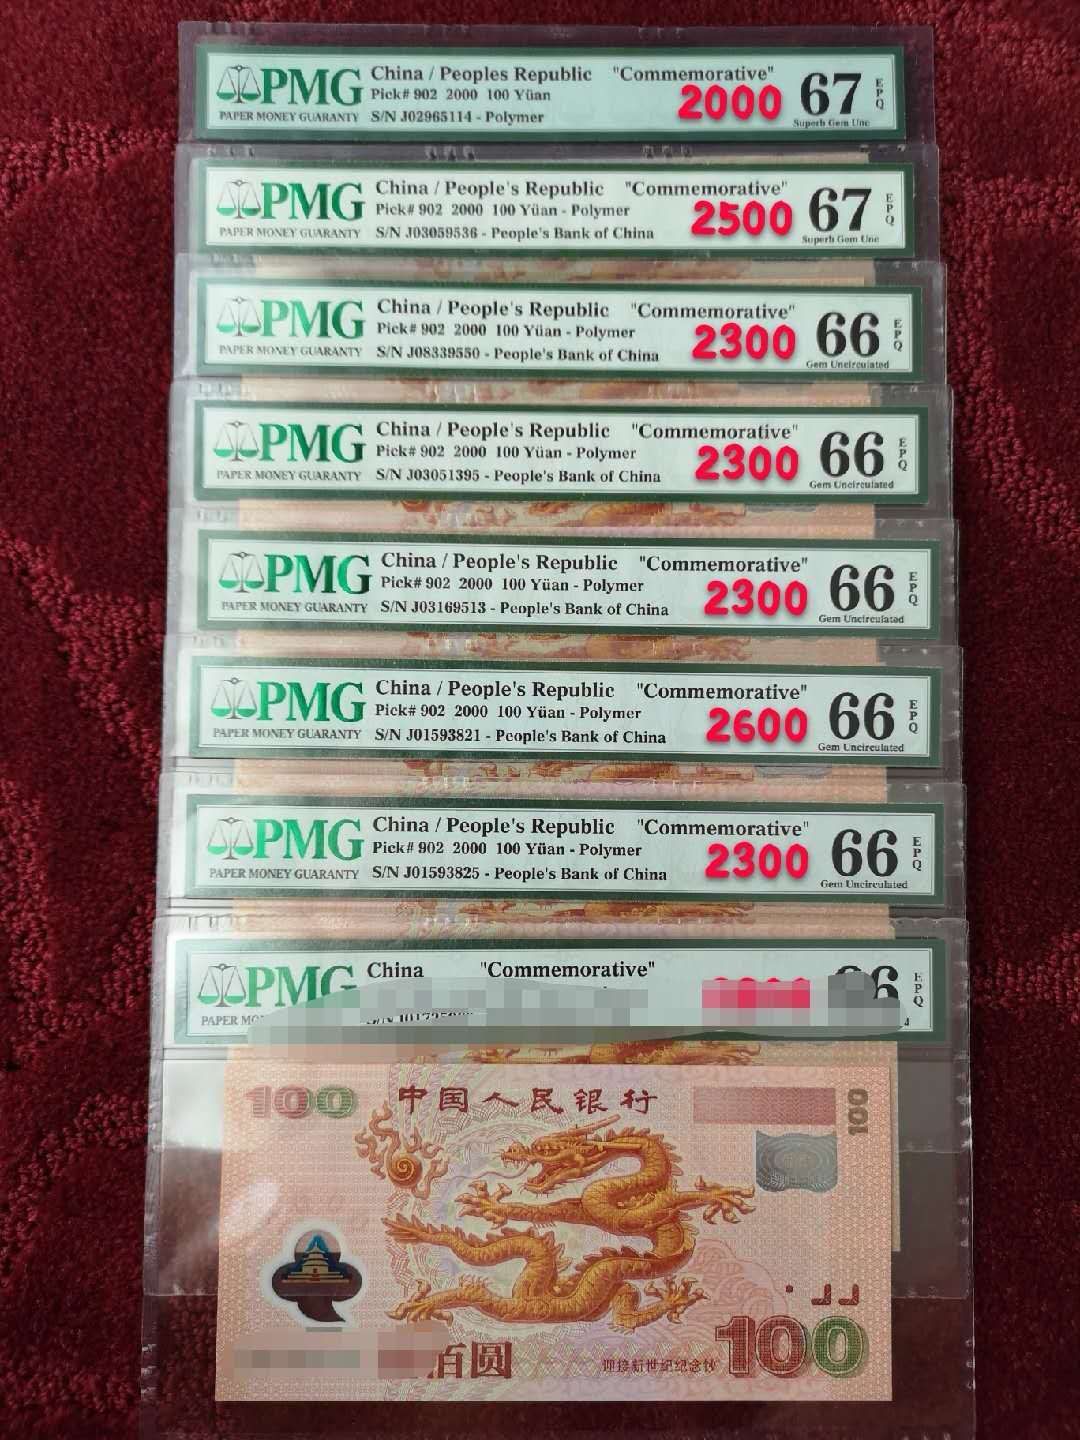 PMG
PAPER MONEY GUARANTY
China / Peoples Republic "Commemorative"
Pick# 902 2000 100 Yüan
S/N J02965114 - Polymer
2000
67
EPQ
Superb Gem Unc
PMG
PAPER MONEY GUARANTY
China / People's Republic "Commemorative"
Pick# 902 2000 100 Yüan - Polymer
S/N J03059536 - People's Bank of China
2500
67
EPQ
Superb Gem Unc
PMG
PAPER MONEY GUARANTY
China / People's Republic "Commemorative"
Pick# 902 2000 100 Yüan - Polymer
S/N J08339550 - People's Bank of China
2300
66
EPQ
Gem Uncirculated
PMG
PAPER MONEY GUARANTY
China / People's Republic "Commemorative"
Pick# 902 2000 100 Yüan - Polymer
S/N J03051395 - People's Bank of China
2300
66
EPQ
Gem Uncirculated
PMG
PAPER MONEY GUARANTY
China / People's Republic "Commemorative"
Pick# 902 2000 100 Yüan - Polymer
S/N J03169513 - People's Bank of China
2300
66
EPQ
Gem Uncirculated
PMG
PAPER MONEY GUARANTY
China / People's Republic "Commemorative"
Pick# 902 2000 100 Yüan - Polymer
S/N J01593821 - People's Bank of China
2600
66
EPQ
Gem Uncirculated
PMG
PAPER MONEY GUARANTY
China / People's Republic "Commemorative"
Pick# 902 2000 100 Yüan - Polymer
S/N J01593825 - People's Bank of China
2300
66
EPQ
Gem Uncirculated
PMG
PAPER
China "Commemorative"
EPQ
100 中国人民银行 100
佰圆 迎接新世纪纪念钞 100